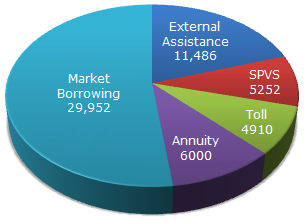 External
Assistance
11,486
SPVS
5252
Toll
4910
Annuity
6000
Market
Borrowing
29,952